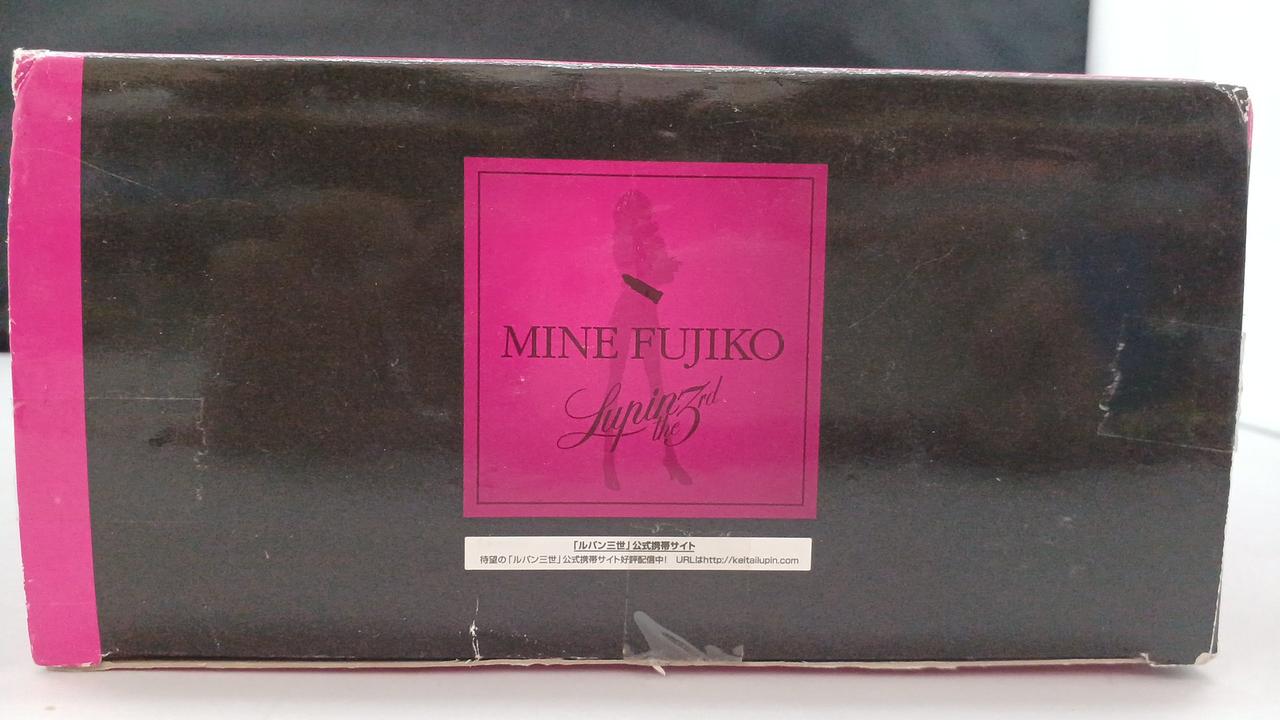 MINE FUJIKO
Lupin the 3rd
「ルパン三世」公式携帯サイト
待望の「ルパン三世」公式携帯サイト好評配信中! URLはhttp://keitailupin.com